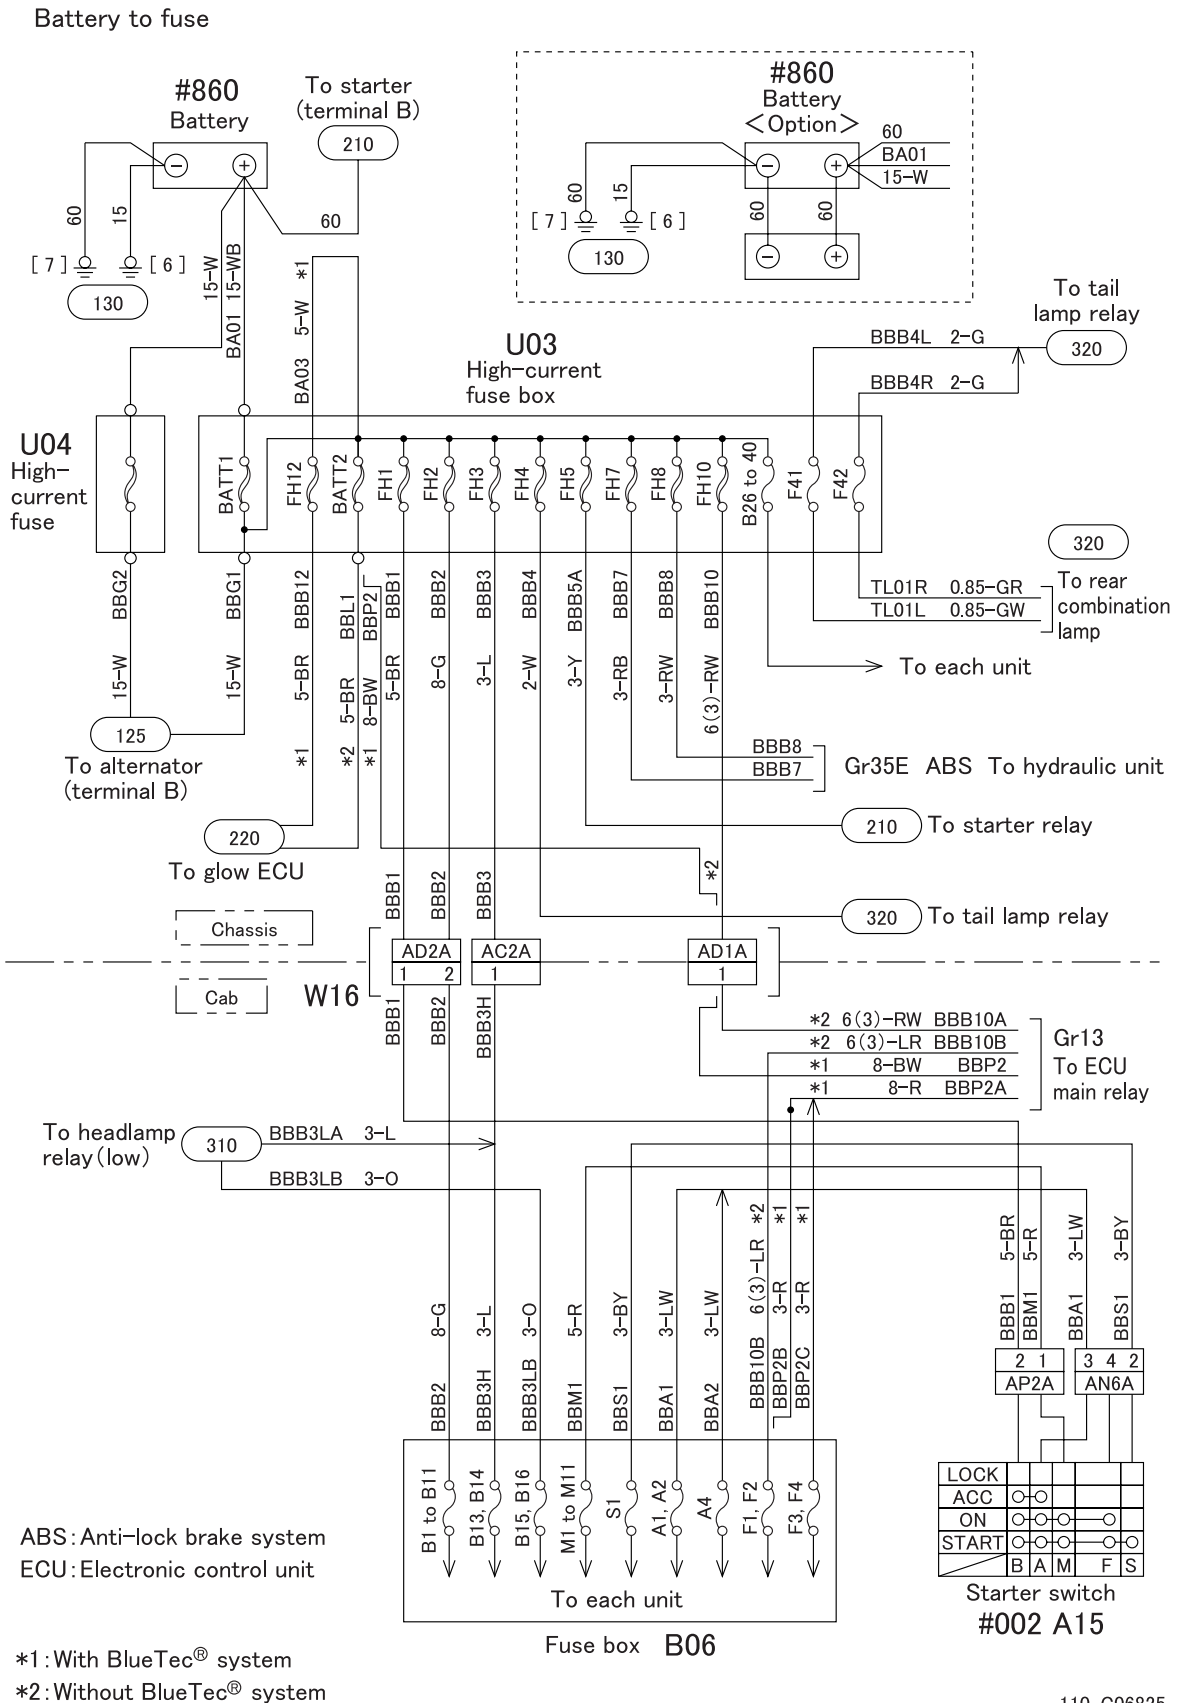 Battery to fuse
#860
Battery
To starter
(terminal B)
210
60
15
60
[7]
[6]
130
15-W
BA01 15-WB
#860
Battery
<Option>
60
BA01
15-W
60
15
[7]
[6]
130
60
60
BA03 5-W *1
U03
High-current
fuse box
BBB4L 2-G
BBB4R 2-G
To tail
lamp relay
320
U04
High-
current
fuse
BATT1
FH12
BATT2
FH1
FH2
FH3
FH4
FH5
FH7
FH8
FH10
B26 to 40
F41
F42
320
TL01R 0.85-GR
TL01L 0.85-GW
To rear
combination
lamp
To each unit
BBG2 15-W
BBG1 15-W
BBB12 5-BR *1
BBL1 5-BR *2
BBP2 8-BW *1
BBB1 5-BR
BBB2 8-G
BBB3 3-L
BBB4 2-W
BBB5A 3-Y
BBB7 3-RB
BBB8 3-RW
BBB10 6(3)-RW
125
To alternator
(terminal B)
BBB8
BBB7
Gr35E ABS To hydraulic unit
220
To glow ECU
210
To starter relay
*2
BBB1
BBB2
BBB3
320
To tail lamp relay
Chassis
Cab
W16
AD2A
1 2
AC2A
1
AD1A
1
BBB1
BBB2
BBB3H
*2 6(3)-RW BBB10A
*2 6(3)-LR BBB10B
*1 8-BW BBP2
*1 8-R BBP2A
Gr13
To ECU
main relay
To headlamp
relay(low)
310
BBB3LA 3-L
BBB3LB 3-O
BBB2 8-G
BBB3H 3-L
BBB3LB 3-O
BBM1 5-R
BBS1 3-BY
BBA1 3-LW
BBA2 3-LW
BBB10B 6(3)-LR *2
BBP2B 3-R *1
BBP2C 3-R *1
BBB1 5-BR
BBM1 5-R
BBA1 3-LW
BBS1 3-BY
2 1
AP2A
3 4 2
AN6A
B1 to B11
B13, B14
B15, B16
M1 to M11
S1
A1, A2
A4
F1, F2
F3, F4
To each unit
Fuse box B06
LOCK
ACC
ON
START
B A M F S
Starter switch
#002 A15
ABS:Anti-lock brake system
ECU:Electronic control unit
*1:With BlueTec® system
*2:Without BlueTec® system